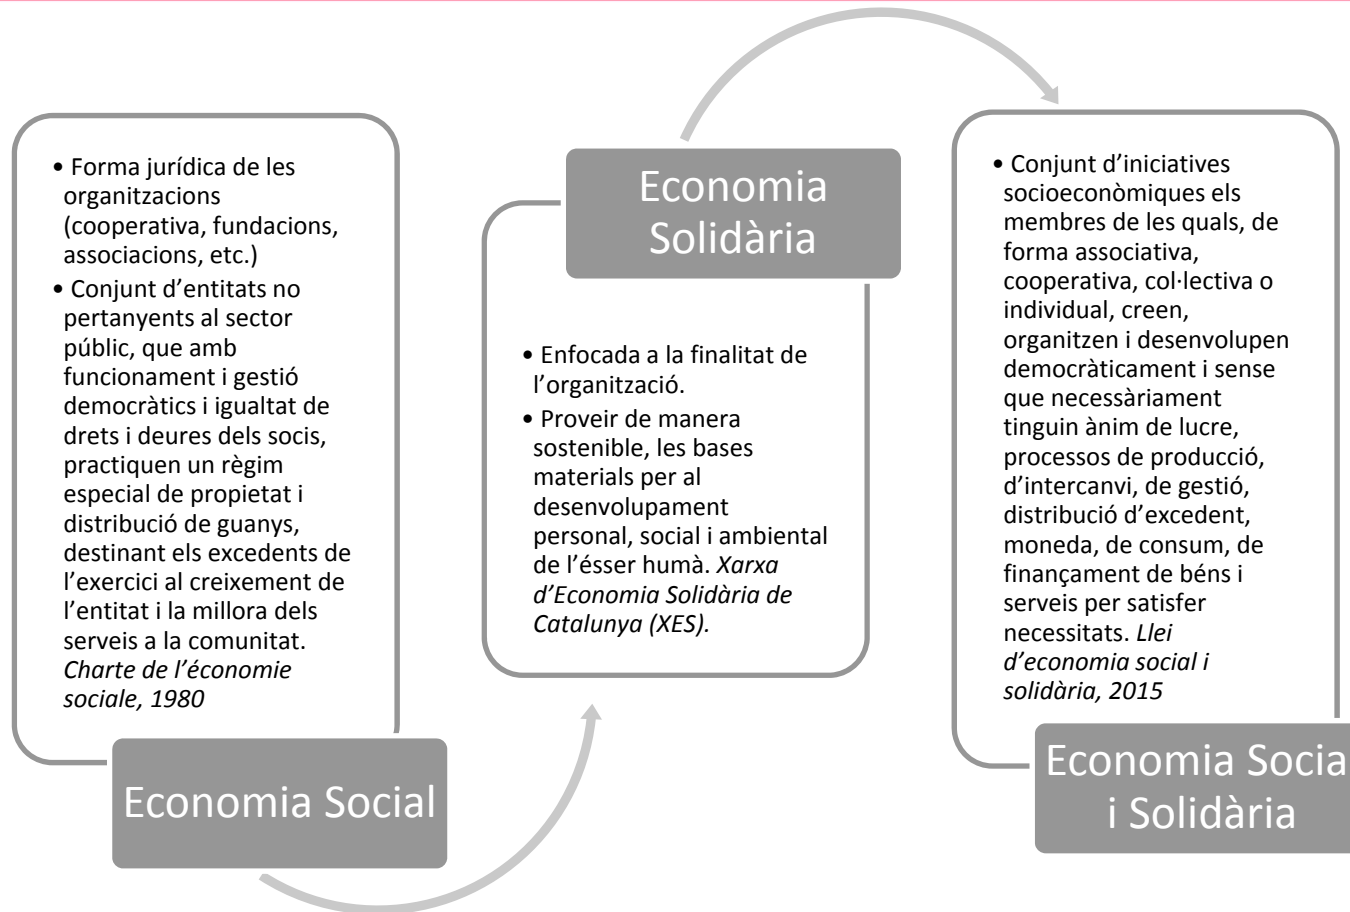 • Forma jurídica de les
organitzacions
(cooperativa, fundacions,
associacions, etc.)
• Conjunt d’entitats no
pertanyents al sector
públic, que amb
funcionament i gestió
democràtics i igualtat de
drets i deures dels socis,
practiquen un règim
especial de propietat i
distribució de guanys,
destinant els excedents de
l’exercici al creixement de
l’entitat i la millora dels
serveis a la comunitat.
Charte de l’économie
sociale, 1980
Economia Social
Economia
Solidària
• Enfocada a la finalitat de
l’organització.
• Proveir de manera
sostenible, les bases
materials per al
desenvolupament
personal, social i ambiental
de l’ésser humà. Xarxa
d’Economia Solidària de
Catalunya (XES).
• Conjunt d’iniciatives
socioeconòmiques els
membres de les quals, de
forma associativa,
cooperativa, col·lectiva o
individual, creen,
organitzen i desenvolupen
democràticament i sense
que necessàriament
tinguin ànim de lucre,
processos de producció,
d’intercanvi, de gestió,
distribució d’excedent,
moneda, de consum, de
finançament de béns i
serveis per satisfer
necessitats. Llei
d’economia social i
solidària, 2015
Economia Socia
i Solidària